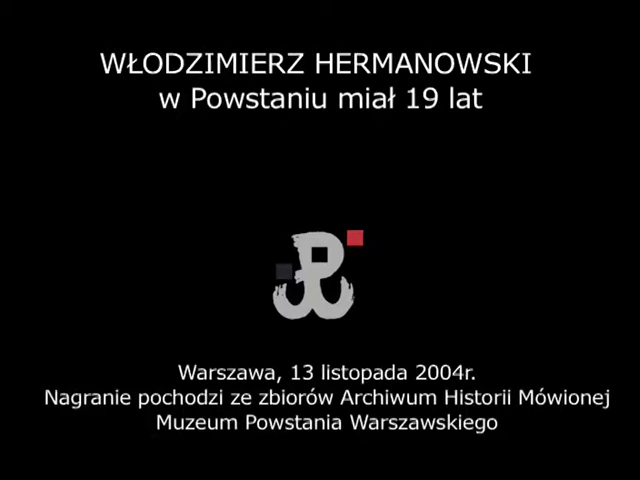 WŁODZIMIERZ HERMANOWSKI
w Powstaniu miał 19 lat
Warszawa, 13 listopada 2004r.
Nagranie pochodzi ze zbiorów Archiwum Historii Mówionej
Muzeum Powstania Warszawskiego